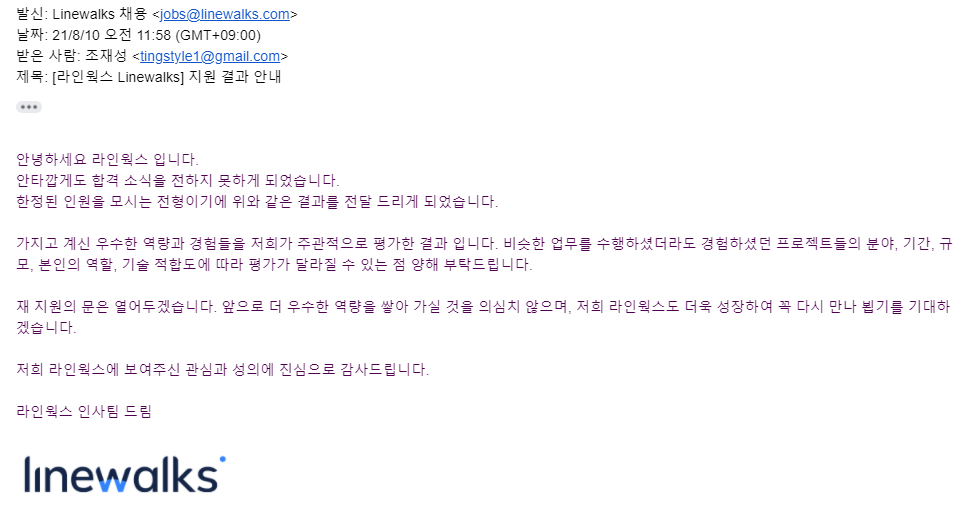 발신: Linewalks 채용 <jobs@linewalks.com>
날짜: 21/8/10 오전 11:58 (GMT+09:00)
받은 사람: 조재성 <tingstyle1@gmail.com>
제목: [라인웍스 Linewalks] 지원 결과 안내
안녕하세요 라인웍스 입니다.
안타깝게도 합격 소식을 전하지 못하게 되었습니다.
한정된 인원을 모시는 전형이기에 위와 같은 결과를 전달 드리게 되었습니다.
가지고 계신 우수한 역량과 경험들을 저희가 주관적으로 평가한 결과 입니다. 비슷한 업무를 수행하셨더라도 경험하셨던 프로젝트들의 분야, 기간, 규
모, 본인의 역할, 기술 적합도에 따라 평가가 달라질 수 있는 점 양해 부탁드립니다.
재 지원의 문은 열어두겠습니다. 앞으로 더 우수한 역량을 쌓아 가실 것을 의심치 않으며, 저희 라인웍스도 더욱 성장하여 꼭 다시 만나 뵙기를 기대하
겠습니다.
저희 라인웍스에 보여주신 관심과 성의에 진심으로 감사드립니다.
라인웍스 인사팀 드림
linewalks